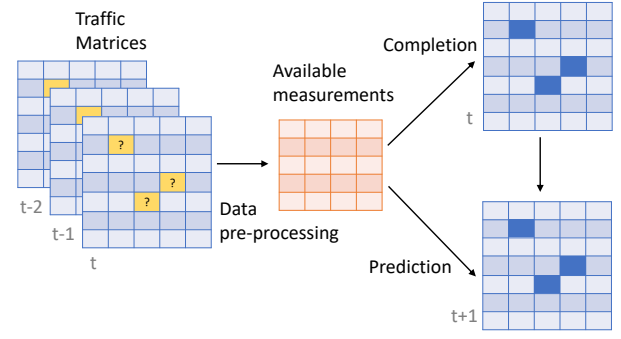 Traffic
Matrices
?
?
?
t-2
t-1
t
Data
pre-processing
Available
measurements
Completion
t
Prediction
t+1